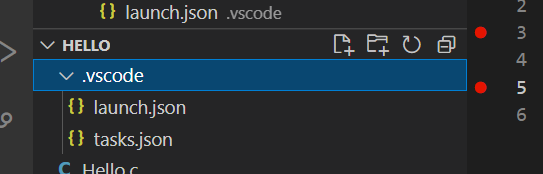 {} launch.json .vscode
HELLO
.vscode
{} launch.json
{} tasks.json
C Hello.c
2
3
4
5
6